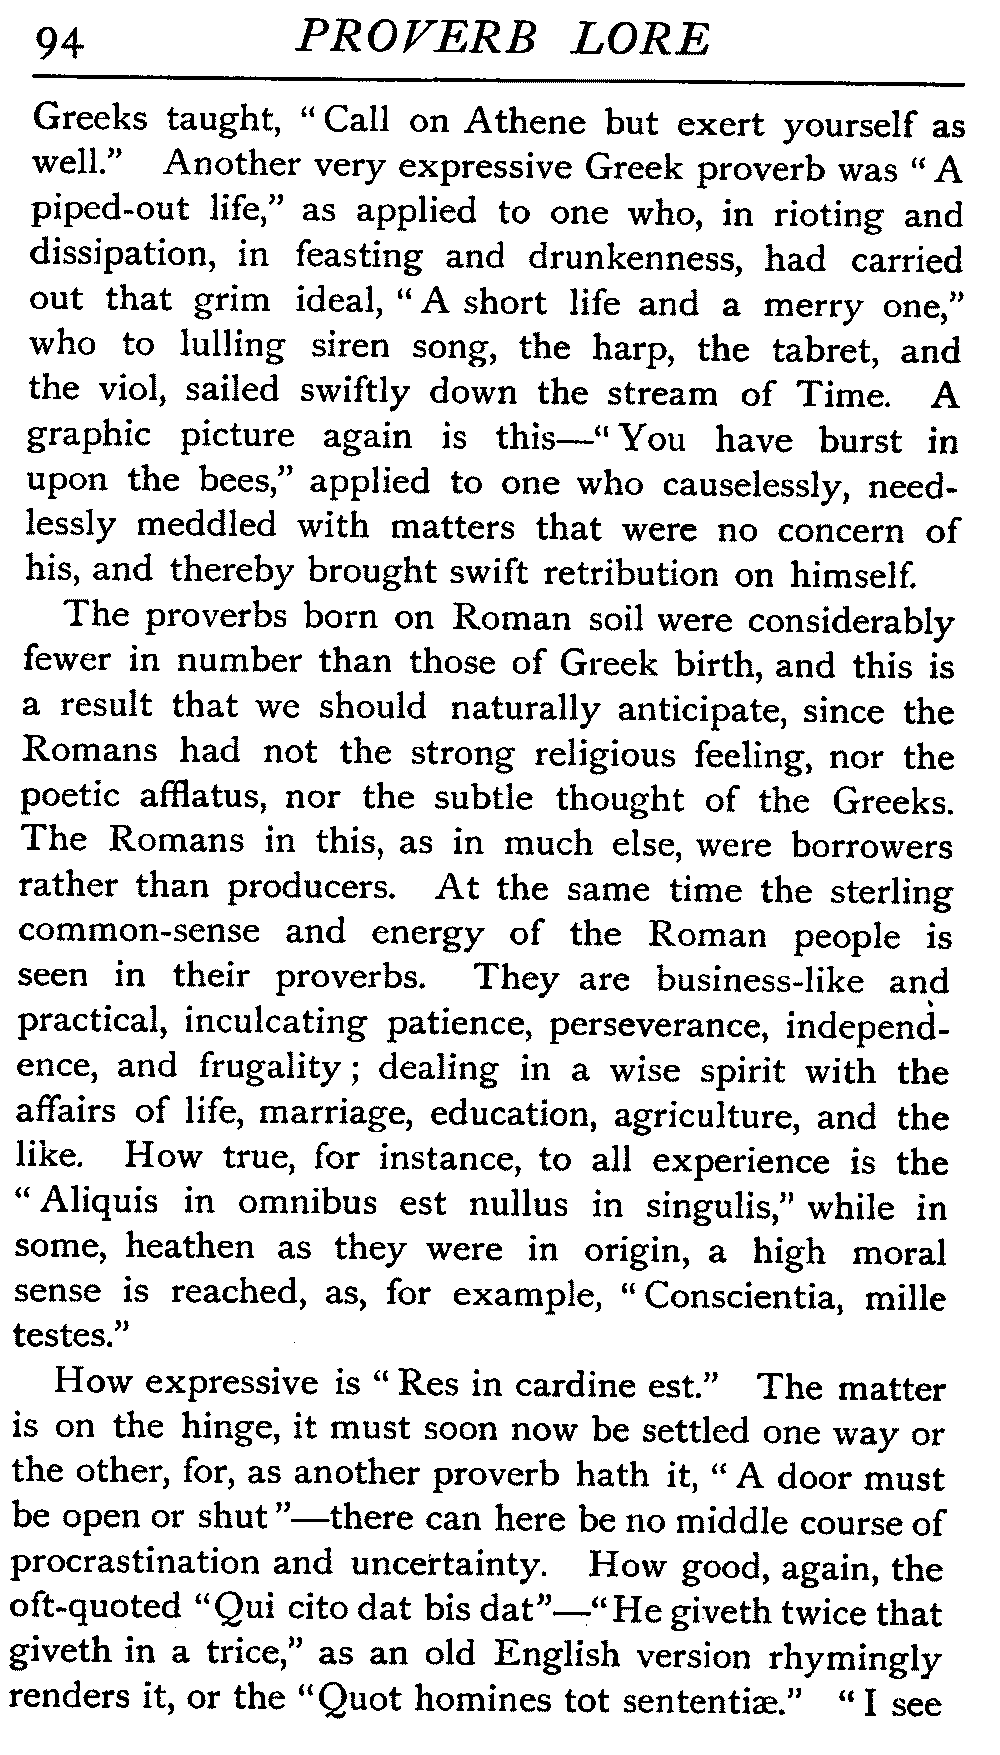 94 PROVERB LORE
Greeks taught, "Call on Athene but exert yourself as
well." Another very expressive Greek proverb was "A
piped-out life," as applied to one who, in rioting and
dissipation, in feasting and drunkenness, had carried
out that grim ideal, "A short life and a merry one,"
who to lulling siren song, the harp, the tabret, and
the viol, sailed swiftly down the stream of Time. A
graphic picture again is this—"You have burst in
upon the bees," applied to one who causelessly, need-
lessly meddled with matters that were no concern of
his, and thereby brought swift retribution on himself.
The proverbs born on Roman soil were considerably
fewer in number than those of Greek birth, and this is
a result that we should naturally anticipate, since the
Romans had not the strong religious feeling, nor the
poetic afflatus, nor the subtle thought of the Greeks.
The Romans in this, as in much else, were borrowers
rather than producers. At the same time the sterling
common-sense and energy of the Roman people is
seen in their proverbs. They are business-like and
practical, inculcating patience, perseverance, independ-
ence, and frugality; dealing in a wise spirit with the
affairs of life, marriage, education, agriculture, and the
like. How true, for instance, to all experience is the
"Aliquis in omnibus est nullus in singulis," while in
some, heathen as they were in origin, a high moral
sense is reached, as, for example, "Conscientia, mille
testes."
How expressive is "Res in cardine est." The matter
is on the hinge, it must soon now be settled one way or
the other, for, as another proverb hath it, "A door must
be open or shut"—there can here be no middle course of
procrastination and uncertainty. How good, again, the
oft-quoted "Qui cito dat bis dat"—"He giveth twice that
giveth in a trice," as an old English version rhymingly
renders it, or the "Quot homines tot sententiæ." "I see